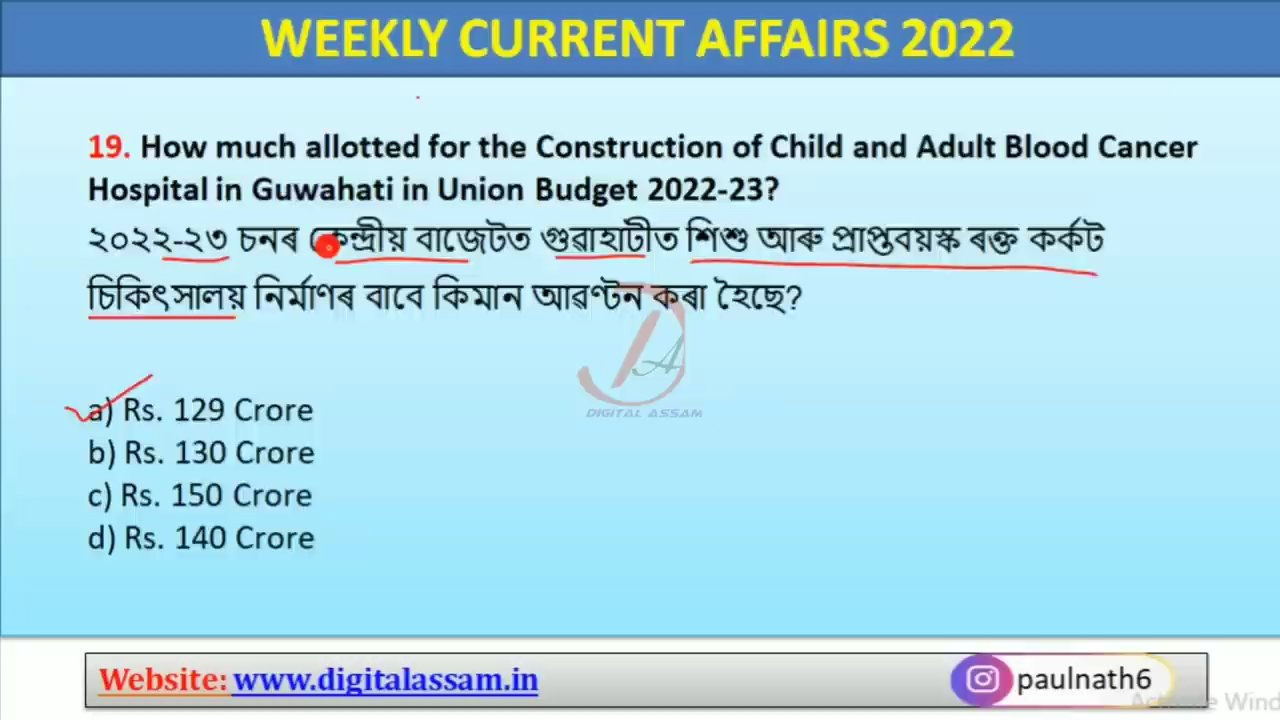 WEEKLY CURRENT AFFAIRS 2022
19. How much allotted for the Construction of Child and Adult Blood Cancer
Hospital in Guwahati in Union Budget 2022-23?
২০২২-২৩ চনৰ কেন্দ্ৰীয় বাজেটত গুৱাহাটীত শিশু আৰু প্ৰাপ্তবয়স্ক ৰক্ত কৰ্কট
চিকিৎসালয় নিৰ্মাণৰ বাবে কিমান আৱণ্টন কৰা হৈছে?
DA
DIGITAL ASSAM
a) Rs. 129 Crore
b) Rs. 130 Crore
c) Rs. 150 Crore
d) Rs. 140 Crore
Website: www.digitalassam.in
paulnath6